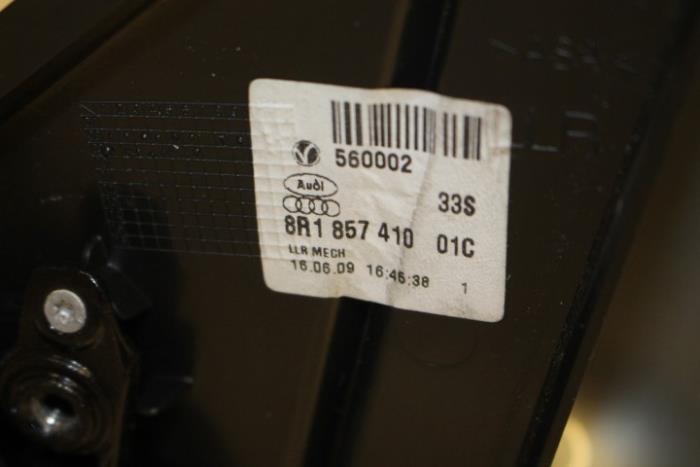 560002
Audi
33S
8R1 857 410 01C
LLR MECH
16.06.09 16:46:38 1